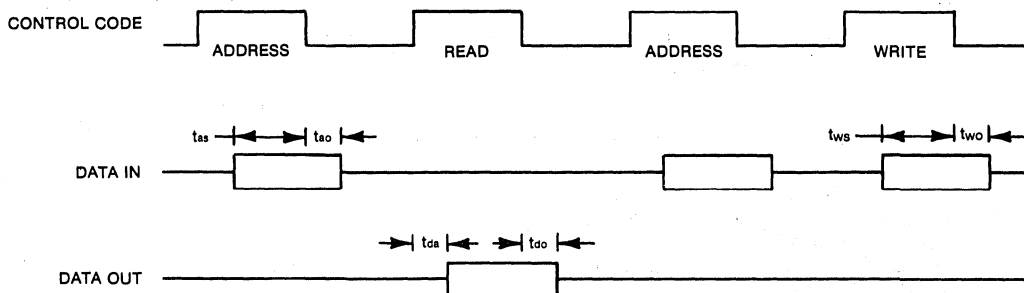 CONTROL CODE
ADDRESS READ ADDRESS WRITE
tas tao tws two
DATA IN
tda tdo
DATA OUT